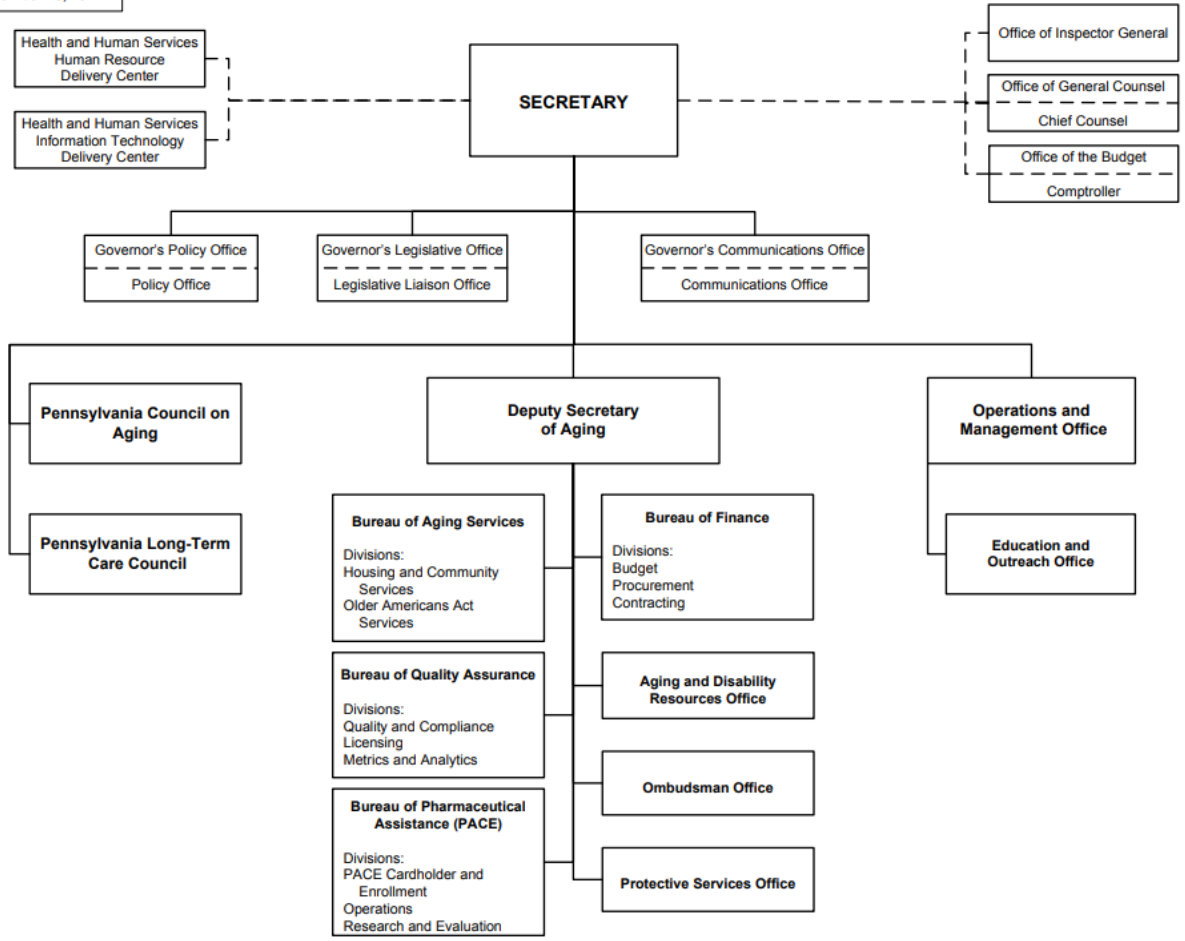 Health and Human Services
Human Resource
Delivery Center
Health and Human Services
Information Technology
Delivery Center
SECRETARY
Office of Inspector General
Office of General Counsel
Chief Counsel
Office of the Budget
Comptroller
Governor's Policy Office
Policy Office
Governor's Legislative Office
Legislative Liaison Office
Governor's Communications Office
Communications Office
Pennsylvania Council on
Aging
Pennsylvania Long-Term
Care Council
Deputy Secretary
of Aging
Operations and
Management Office
Education and
Outreach Office
Bureau of Aging Services
Divisions:
Housing and Community
Services
Older Americans Act
Services
Bureau of Quality Assurance
Divisions:
Quality and Compliance
Licensing
Metrics and Analytics
Bureau of Pharmaceutical
Assistance (PACE)
Divisions:
PACE Cardholder and
Enrollment
Operations
Research and Evaluation
Bureau of Finance
Divisions:
Budget
Procurement
Contracting
Aging and Disability
Resources Office
Ombudsman Office
Protective Services Office